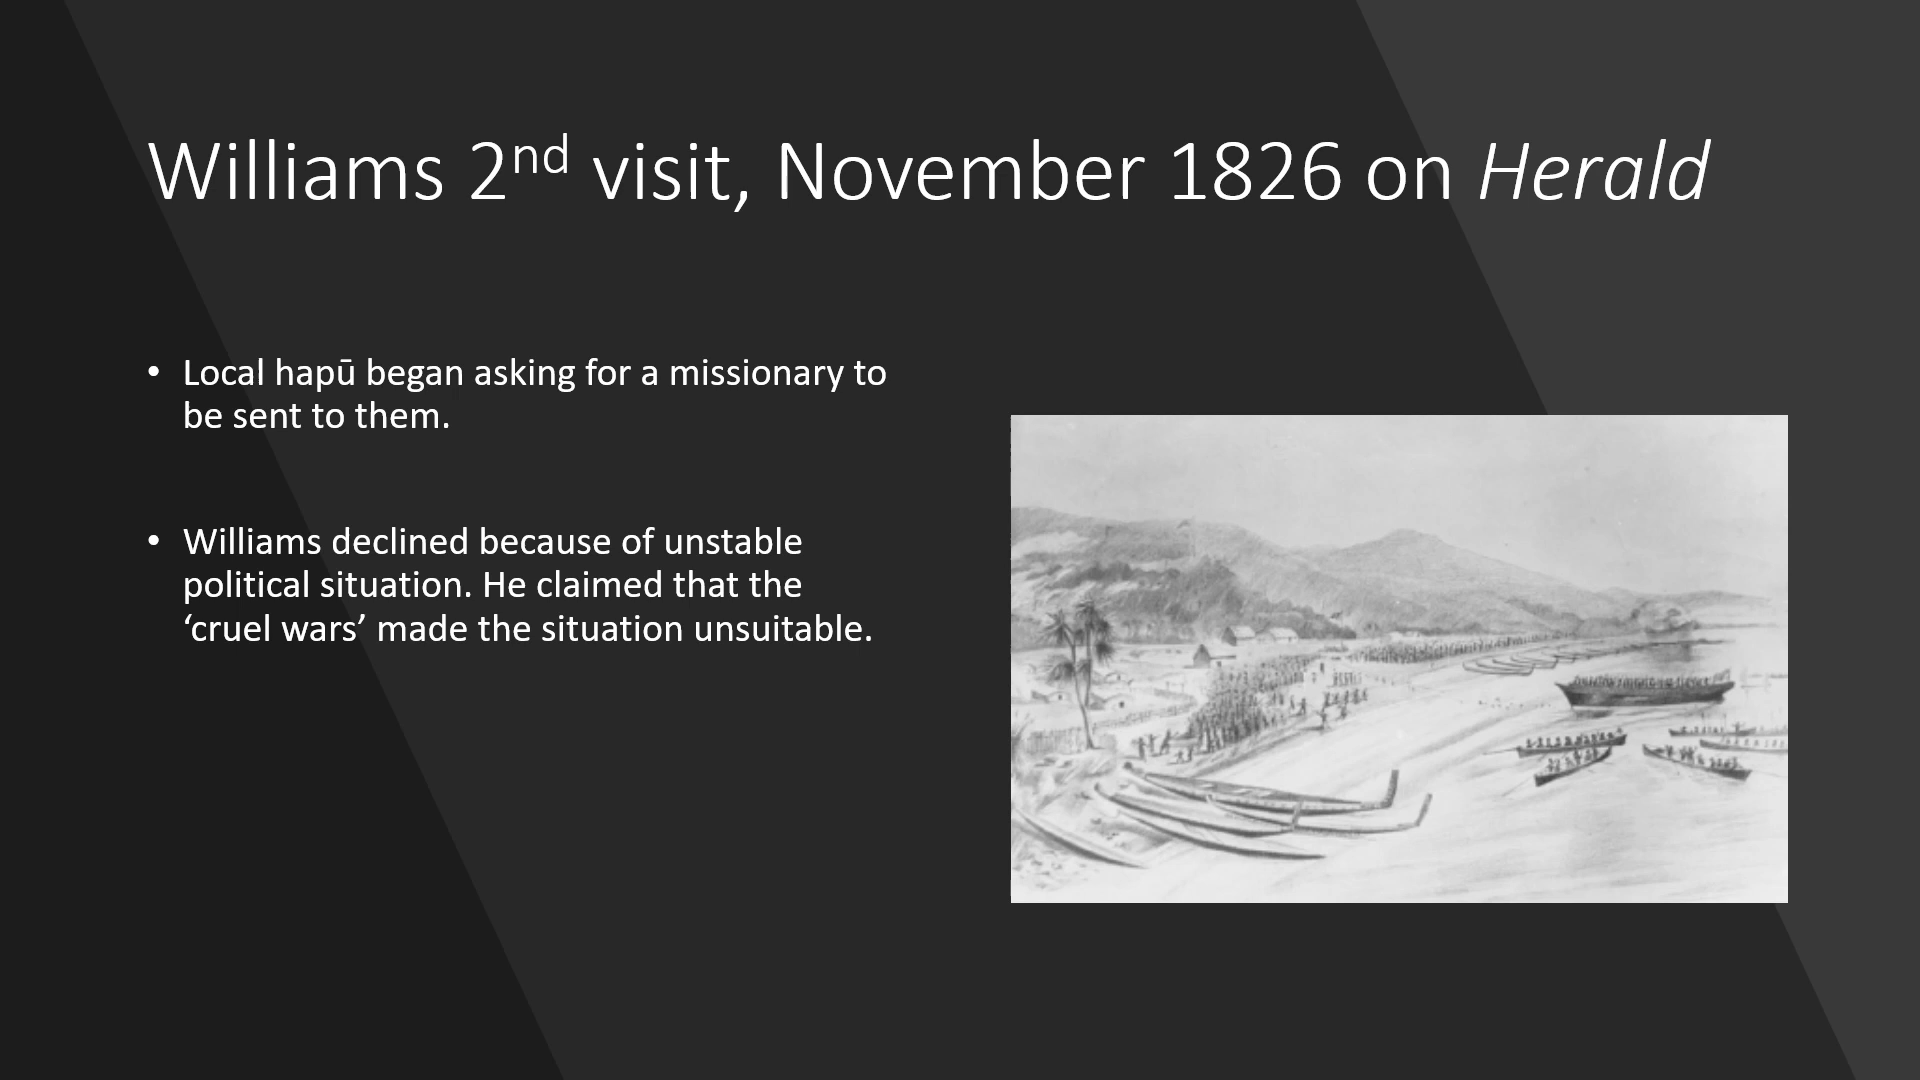 Williams 2nd visit, November 1826 on Herald
• Local hapū began asking for a missionary to
be sent to them.
• Williams declined because of unstable
political situation. He claimed that the
‘cruel wars’ made the situation unsuitable.